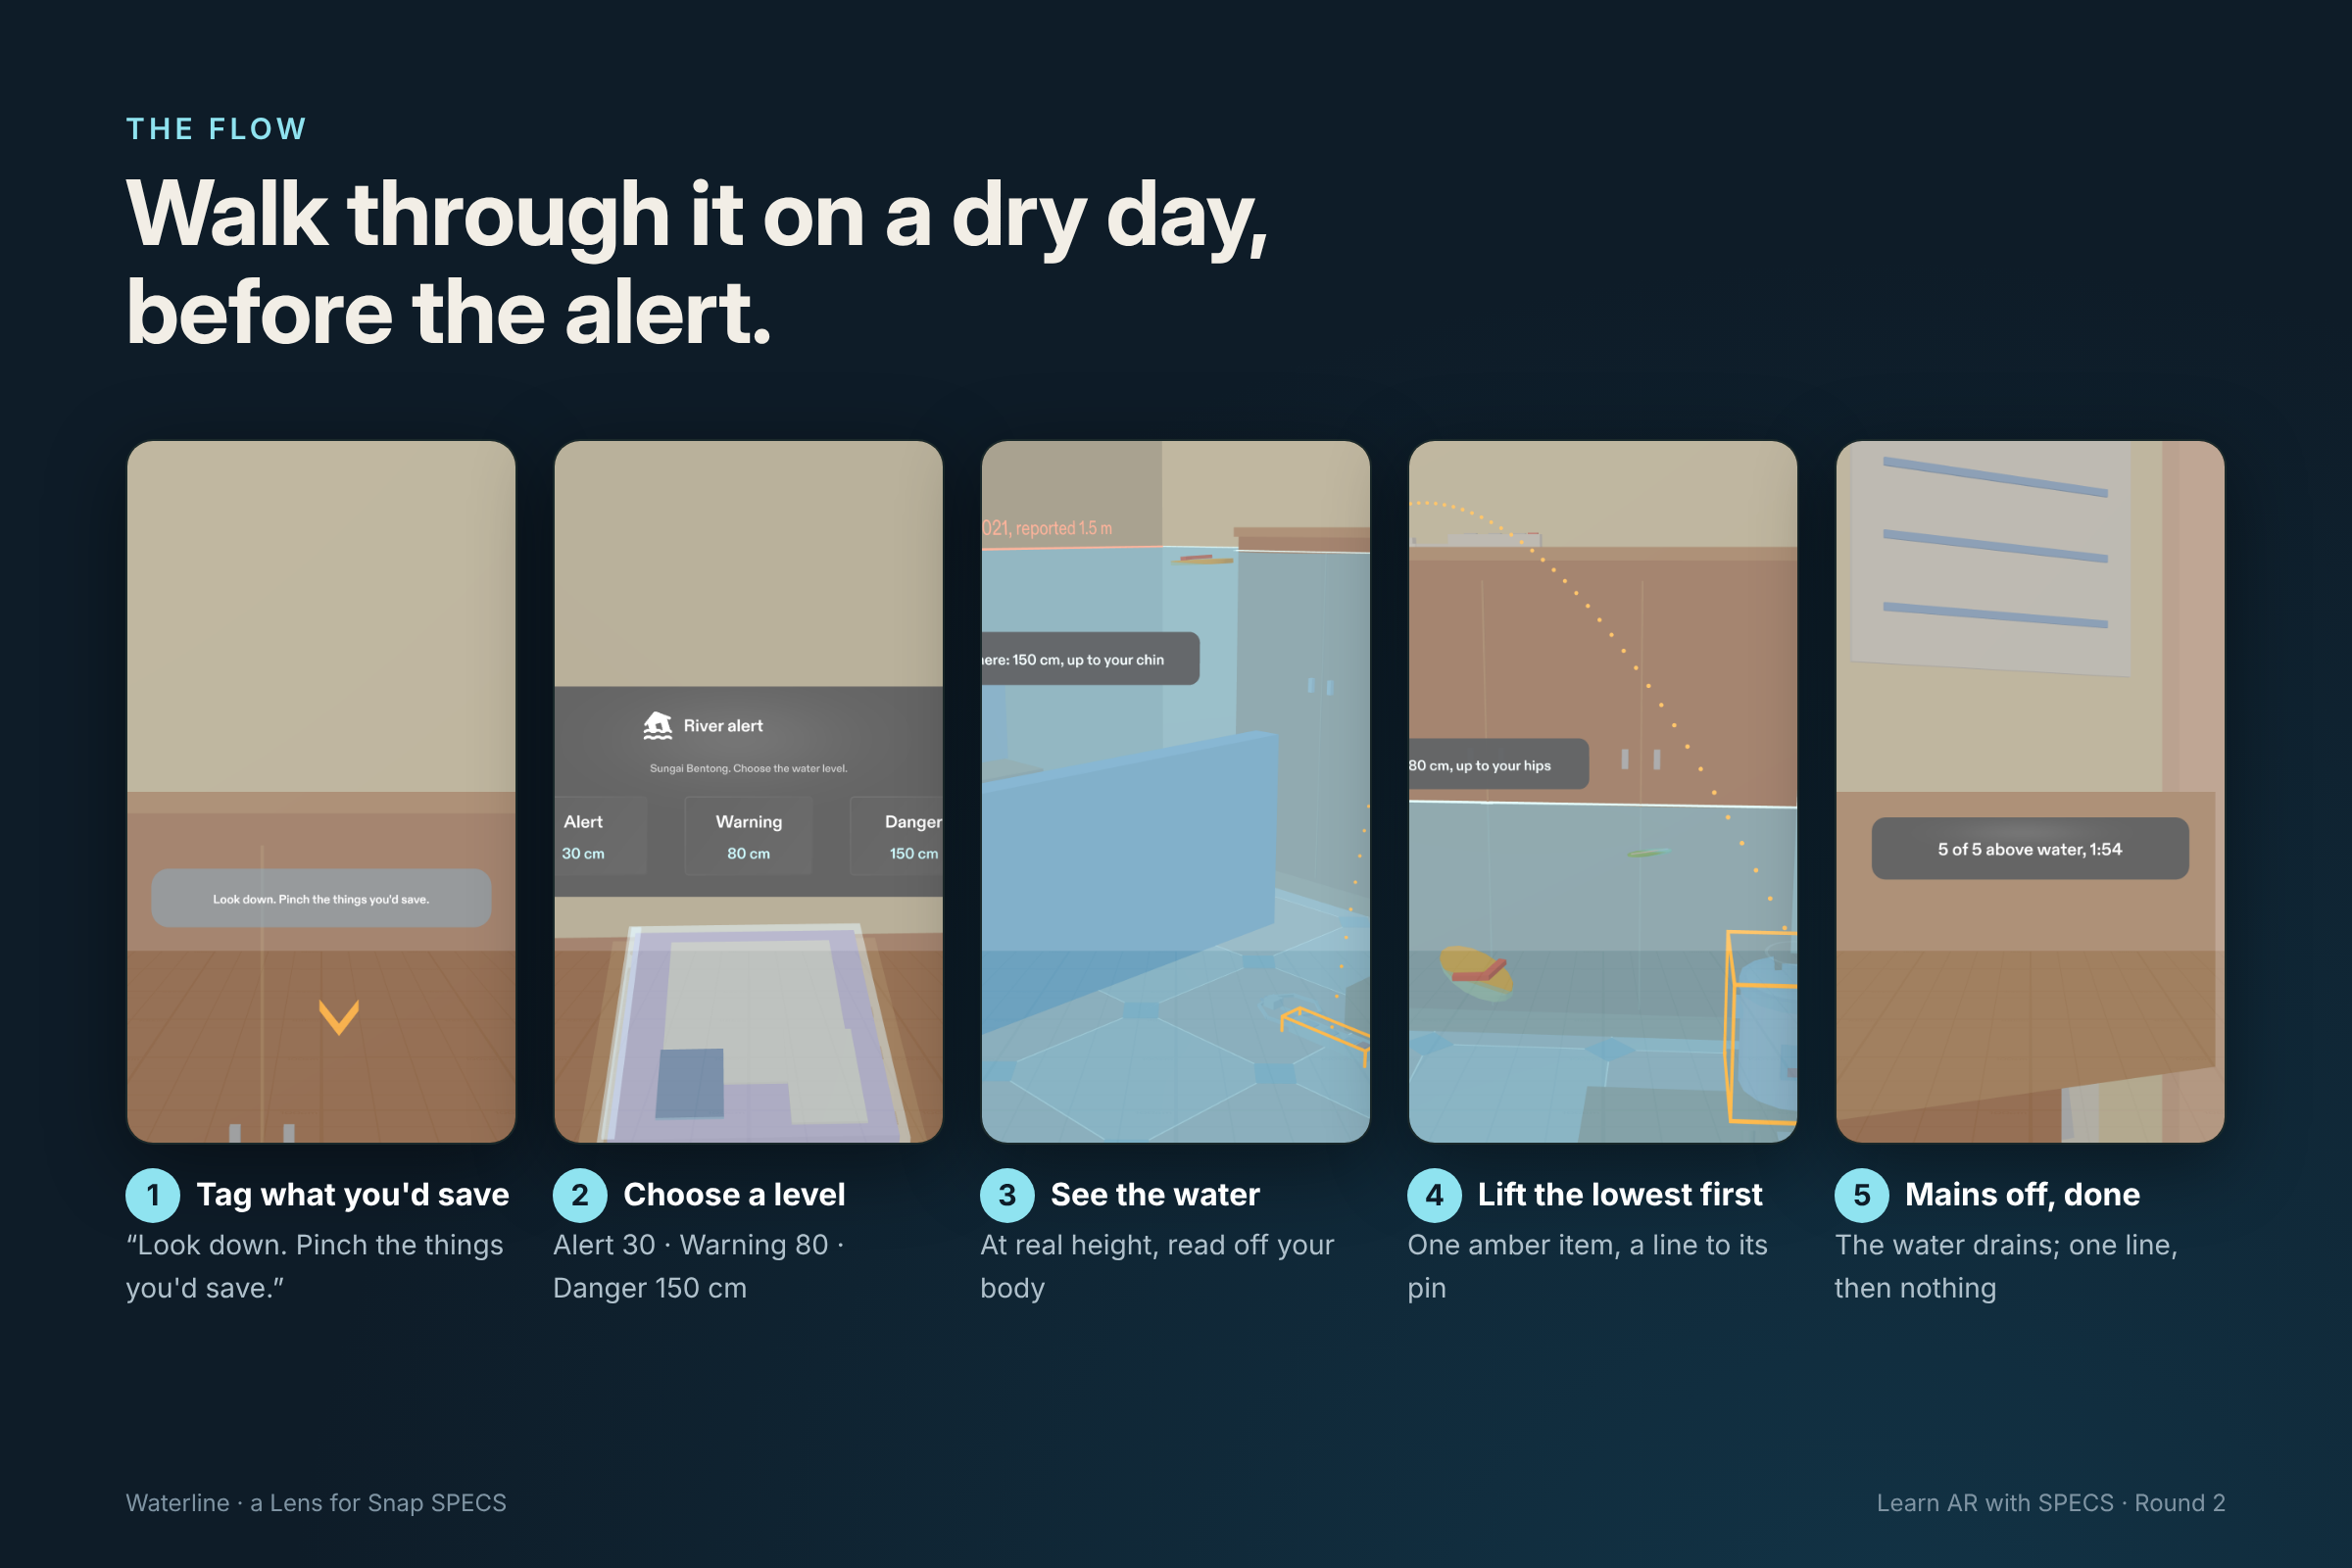 THE FLOW
Walk through it on a dry day,
before the alert.
Look down. Pinch the things you'd save.
River alert
Sungai Bentong. Choose the water level.
Alert
30 cm
Warning
80 cm
Danger
150 cm
021, reported 1.5 m
here: 150 cm, up to your chin
80 cm, up to your hips
5 of 5 above water, 1:54
1 Tag what you'd save
“Look down. Pinch the things
you'd save.”
2 Choose a level
Alert 30 · Warning 80 ·
Danger 150 cm
3 See the water
At real height, read off your
body
4 Lift the lowest first
One amber item, a line to its
pin
5 Mains off, done
The water drains; one line,
then nothing
Waterline · a Lens for Snap SPECS
Learn AR with SPECS · Round 2